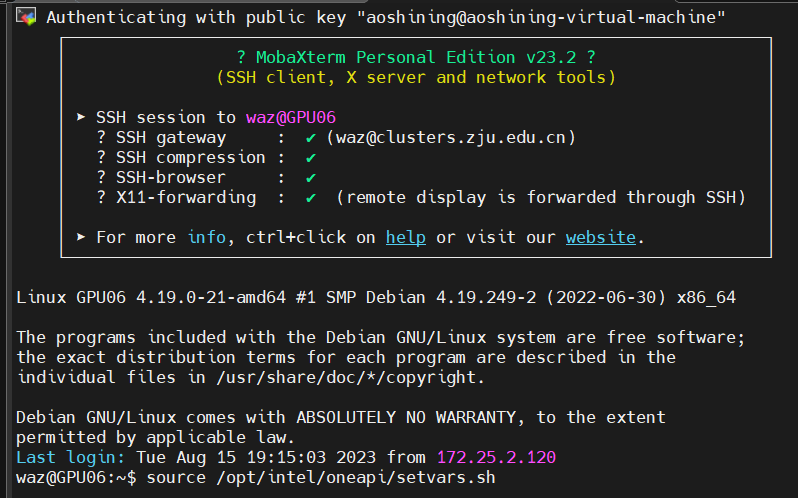 Authenticating with public key "aoshining@aoshining-virtual-machine"
? MobaXterm Personal Edition v23.2 ?
(SSH client, X server and network tools)
➤ SSH session to waz@GPU06
? SSH gateway     :  ✔ (waz@clusters.zju.edu.cn)
? SSH compression :  ✔
? SSH-browser     :  ✔
? X11-forwarding  :  ✔  (remote display is forwarded through SSH)
➤ For more info, ctrl+click on help or visit our website.
Linux GPU06 4.19.0-21-amd64 #1 SMP Debian 4.19.249-2 (2022-06-30) x86_64
The programs included with the Debian GNU/Linux system are free software;
the exact distribution terms for each program are described in the
individual files in /usr/share/doc/*/copyright.
Debian GNU/Linux comes with ABSOLUTELY NO WARRANTY, to the extent
permitted by applicable law.
Last login: Tue Aug 15 19:15:03 2023 from 172.25.2.120
waz@GPU06:~$ source /opt/intel/oneapi/setvars.sh